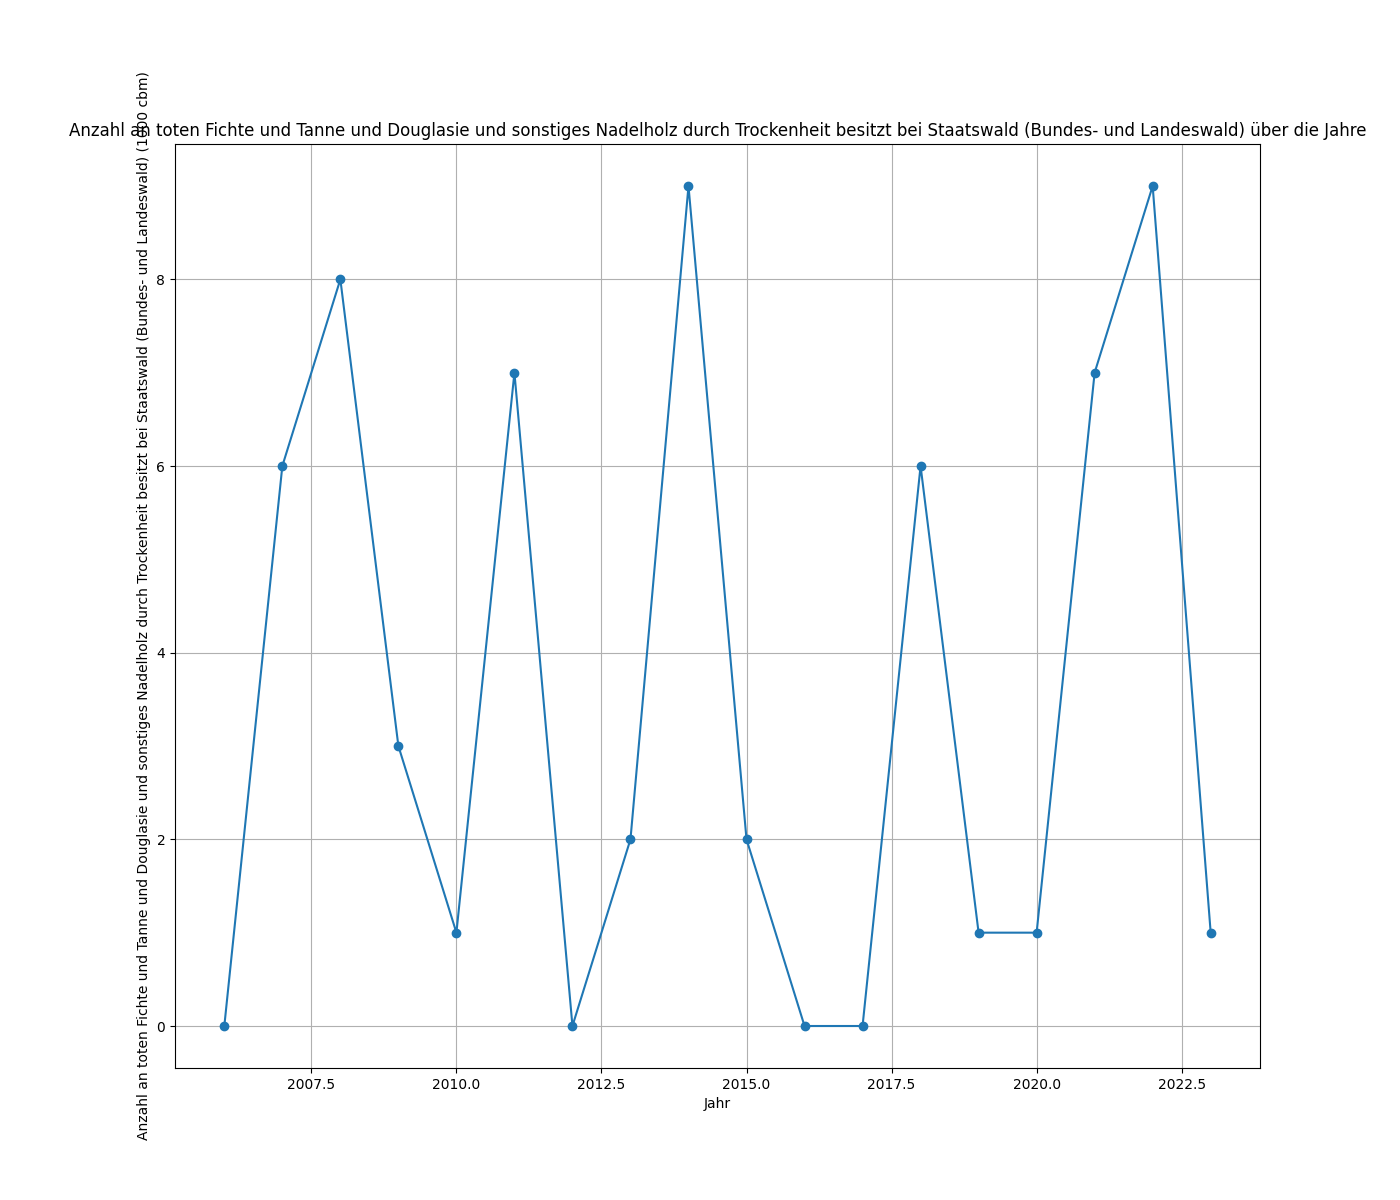 Anzahl an toten Fichte und Tanne und Douglasie und sonstiges Nadelholz durch Trockenheit besitzt bei Staatswald (Bundes- und Landeswald) über die Jahre
Anzahl an toten Fichte und Tanne und Douglasie und sonstiges Nadelholz durch Trockenheit besitzt bei Staatswald (Bundes- und Landeswald) (1000 cbm)
8
6
4
2
0
2007.5 2010.0 2012.5 2015.0 2017.5 2020.0 2022.5
Jahr